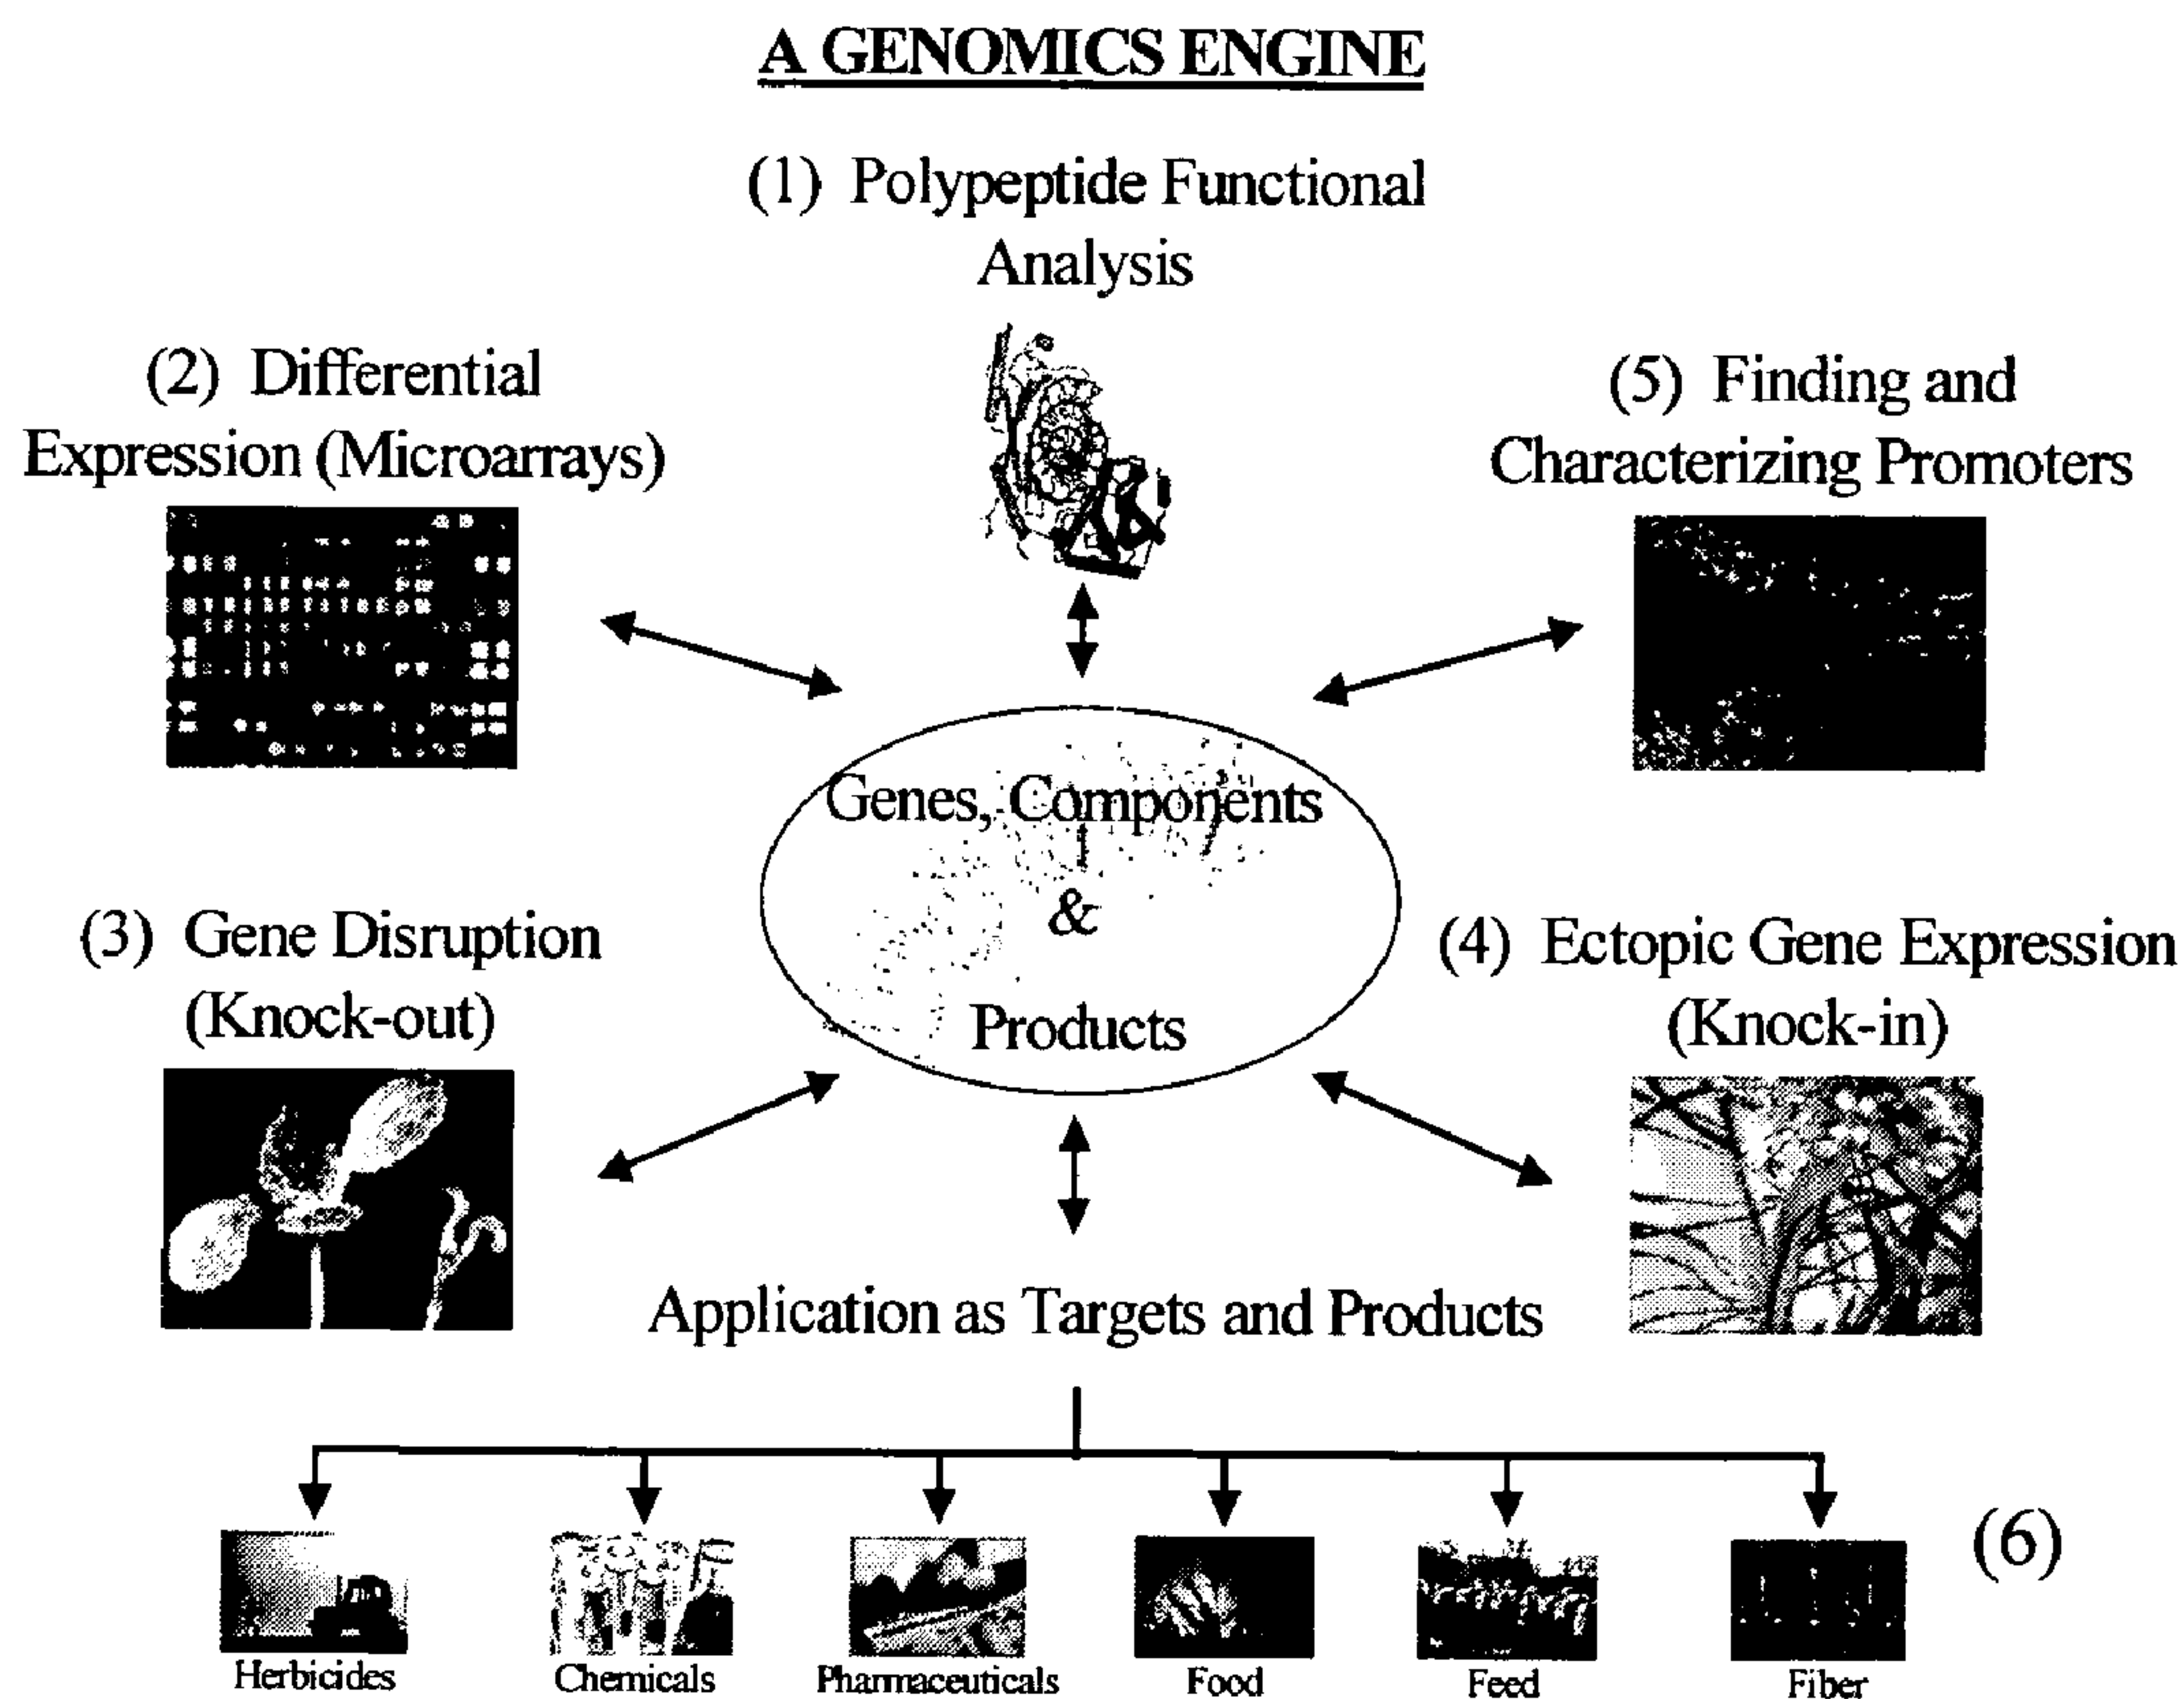 A GENOMICS ENGINE
(1) Polypeptide Functional
Analysis
(2) Differential
Expression (Microarrays)
(5) Finding and
Characterizing Promoters
Genes, Components
&
Products
(3) Gene Disruption
(Knock-out)
(4) Ectopic Gene Expression
(Knock-in)
Application as Targets and Products
(6)
Herbicides
Chemicals
Pharmaceuticals
Food
Feed
Fiber